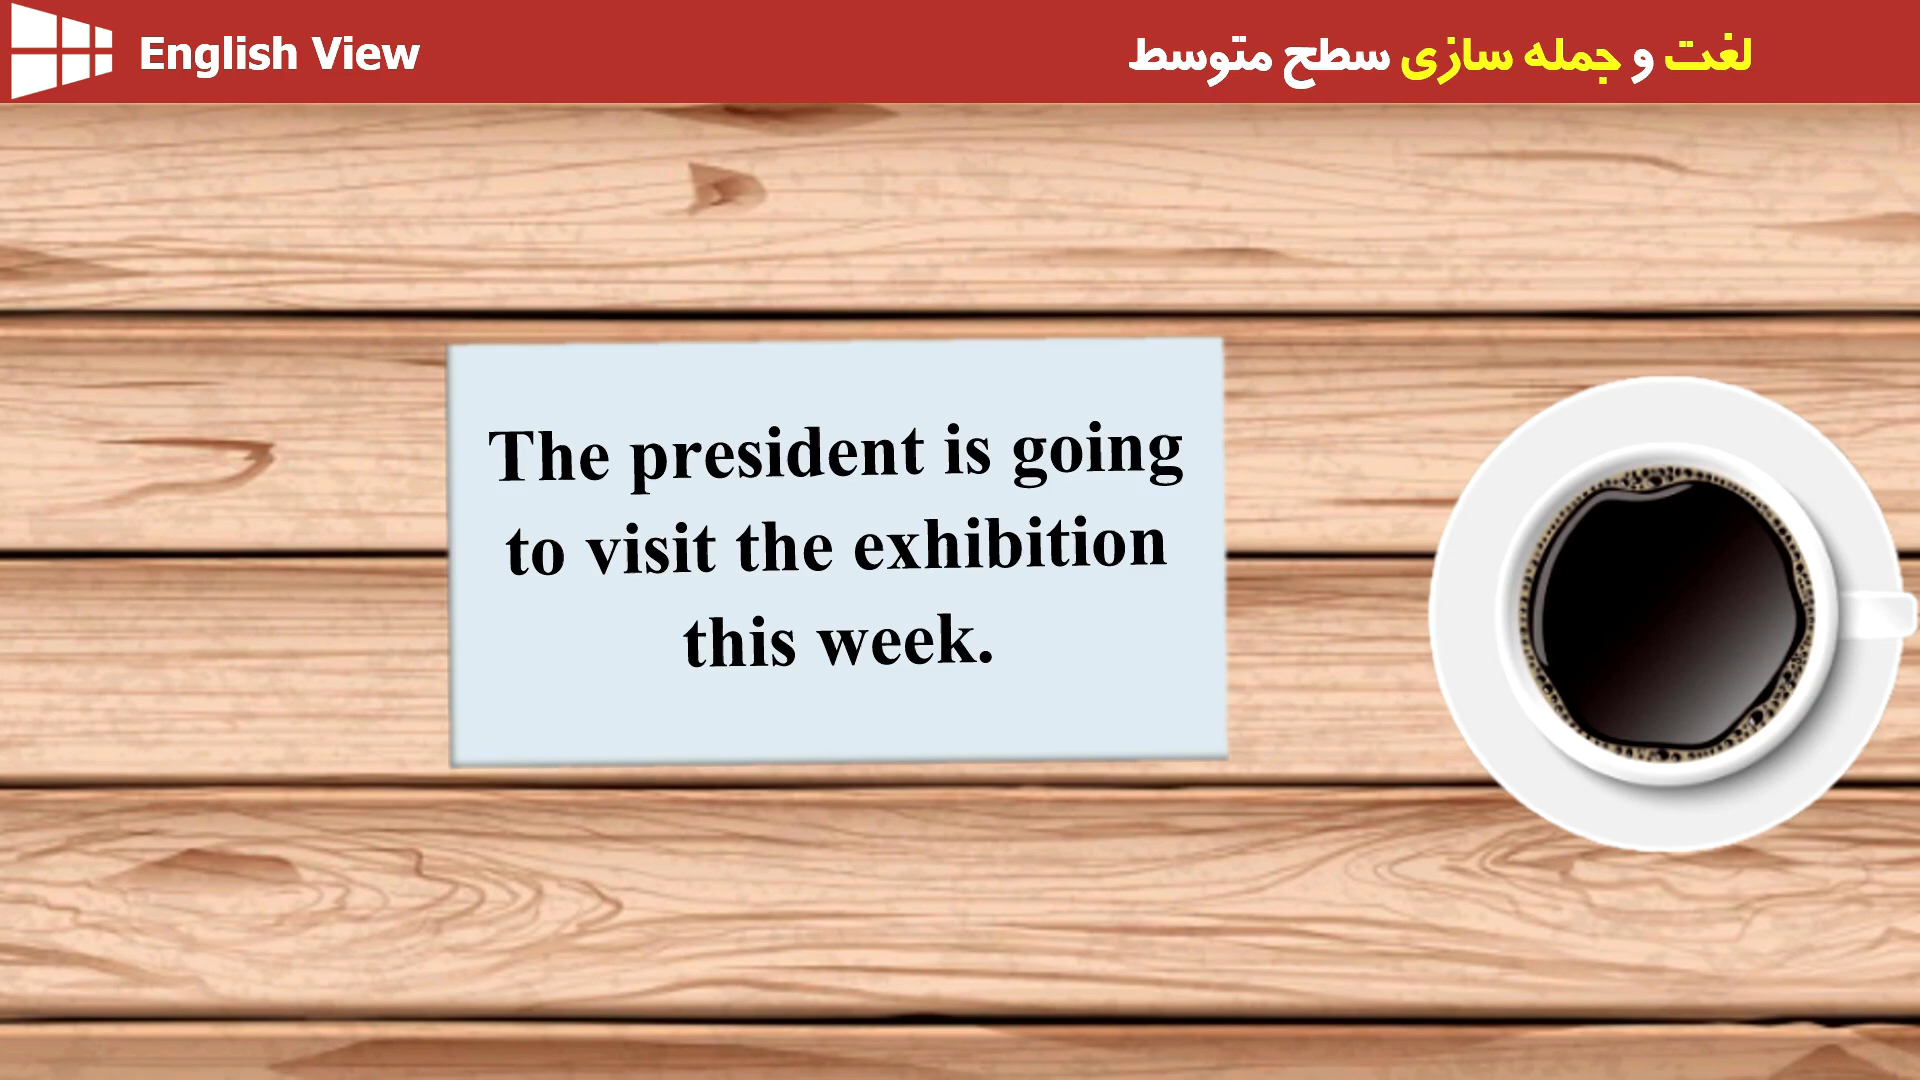 English View
لغت و جمله سازی سطح متوسط
The president is going
to visit the exhibition
this week.